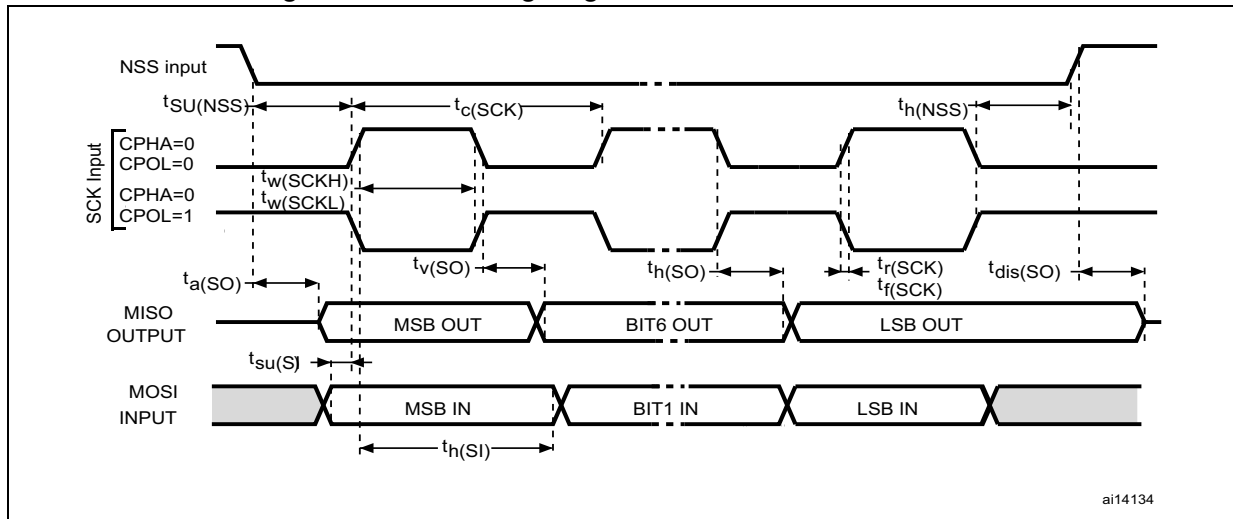 NSS input
tSU(NSS)
tc(SCK)
th(NSS)
SCK Input
CPHA=0
CPOL=0
CPHA=0
CPOL=1
tw(SCKH)
tw(SCKL)
ta(SO)
tv(SO)
th(SO)
tr(SCK)
tf(SCK)
tdis(SO)
MISO
OUTPUT
MSB OUT
BIT6 OUT
LSB OUT
tsu(SI)
MOSI
INPUT
MSB IN
BIT1 IN
LSB IN
th(SI)
ai14134